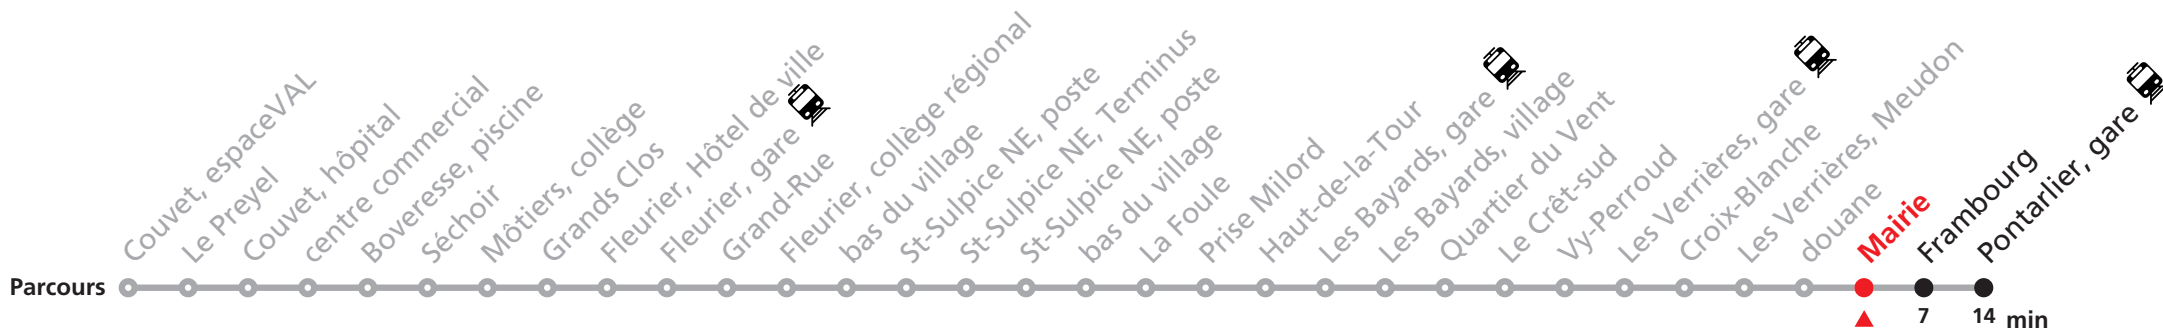 Couvet, espaceVAL
Le Preyel
Couvet, hôpital
centre commercial
Boveresse, piscine
Séchoir
Môtiers, collège
Grands Clos
Fleurier, Hôtel de ville
Fleurier, gare
Grand-Rue
Fleurier, collège régional
bas du village
St-Sulpice NE, poste
St-Sulpice NE, Terminus
St-Sulpice NE, poste
bas du village
La Foule
Prise Milord
Haut-de-la-Tour
Les Bayards, gare
Les Bayards, village
Quartier du Vent
Le Crêt-sud
Vy-Perroud
Les Verrières, gare
Croix-Blanche
Les Verrières, Meudon
douane
Mairie
Frambourg
Pontarlier, gare
Parcours
7 14 min